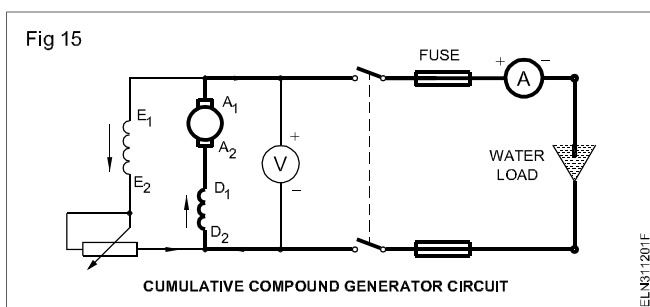 Fig 15
FUSE
+ A –
A1
E1
A2
+
V
–
WATER
LOAD
E2
D1
D2
CUMULATIVE COMPOUND GENERATOR CIRCUIT
ELN311201F